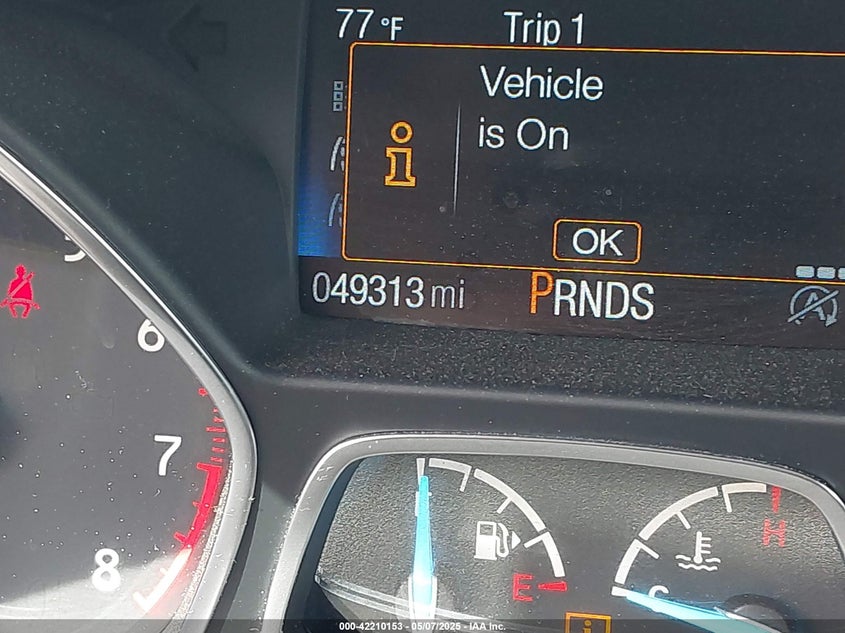 77 °F Trip 1
Vehicle
is On
OK
049313 mi PRNDS
6
7
8
E
000-42210153 - 05/07/2025 - IAA Inc.